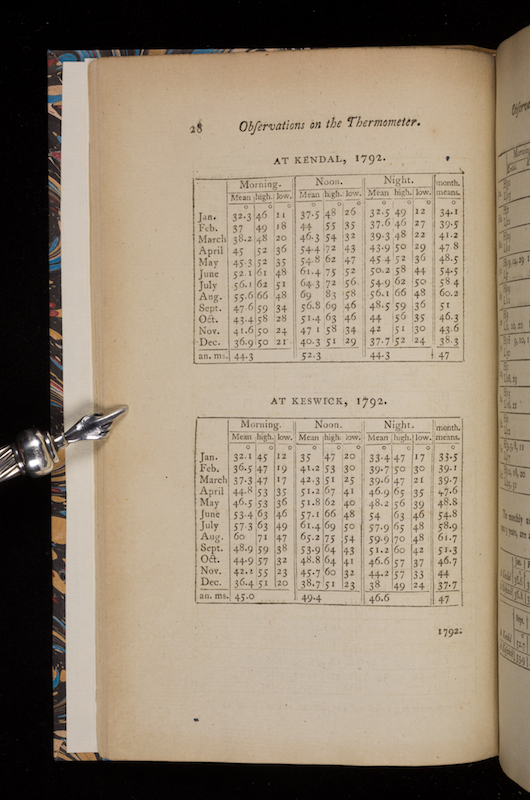 28 Obſervations on the Thermometer.
AT KENDAL, 1792.
Morning. Noon. Night. month.
Mean high. low. Mean high. low. Mean high. low. means.
Jan. 32.3 46 11 37.5 48 26 32.5 49 12 34.1
Feb. 37 49 18 44 55 35 37.6 46 27 39.5
March 38.2 48 20 46.3 54 32 39.3 48 22 41.2
April 45 52 36 54.4 72 43 43.9 50 29 47.8
May 45.3 52 35 54.8 62 47 45.4 52 36 48.5
June 52.1 61 48 61.4 75 52 50.2 58 44 54.5
July 56.1 62 51 64.3 72 56 54.9 62 50 58.4
Aug. 55.6 66 48 69 83 58 56.1 66 48 60.2
Sept. 47.6 59 34 56.8 69 46 48.5 59 36 51
Oct. 43.4 58 28 51.4 63 46 44 56 35 46.3
Nov. 41.6 50 24 47.1 58 34 42 51 30 43.6
Dec. 36.9 50 21 40.3 51 29 37.7 52 24 38.3
an. ms. 44.3 52.3 44.3 47
AT KESWICK, 1792.
Morning. Noon. Night. month.
Mean high. low. Mean high. low. Mean high. low. means.
Jan. 32.1 45 12 35 47 20 33.4 47 17 33.5
Feb. 36.5 47 19 41.2 53 30 39.7 50 30 39.1
March 37.3 47 17 42.3 51 25 39.6 47 21 39.7
April 44.8 53 35 51.2 67 41 46.9 65 35 47.6
May 46.5 53 36 51.8 62 40 48.2 56 39 48.8
June 53.4 63 46 57.1 66 48 54 63 46 54.8
July 57.3 63 49 61.4 69 50 57.9 65 48 58.9
Aug. 60 71 47 65.2 75 54 59.9 70 48 61.7
Sept. 48.9 59 38 53.9 64 43 51.2 60 42 51.3
Oct. 44.9 57 32 48.8 64 41 46.6 57 37 46.7
Nov. 42.1 55 23 45.7 60 32 44.2 57 33 44
Dec. 36.4 51 20 38.7 51 23 38 49 24 37.7
an. ms. 45.0 49.4 46.6 47
1792.